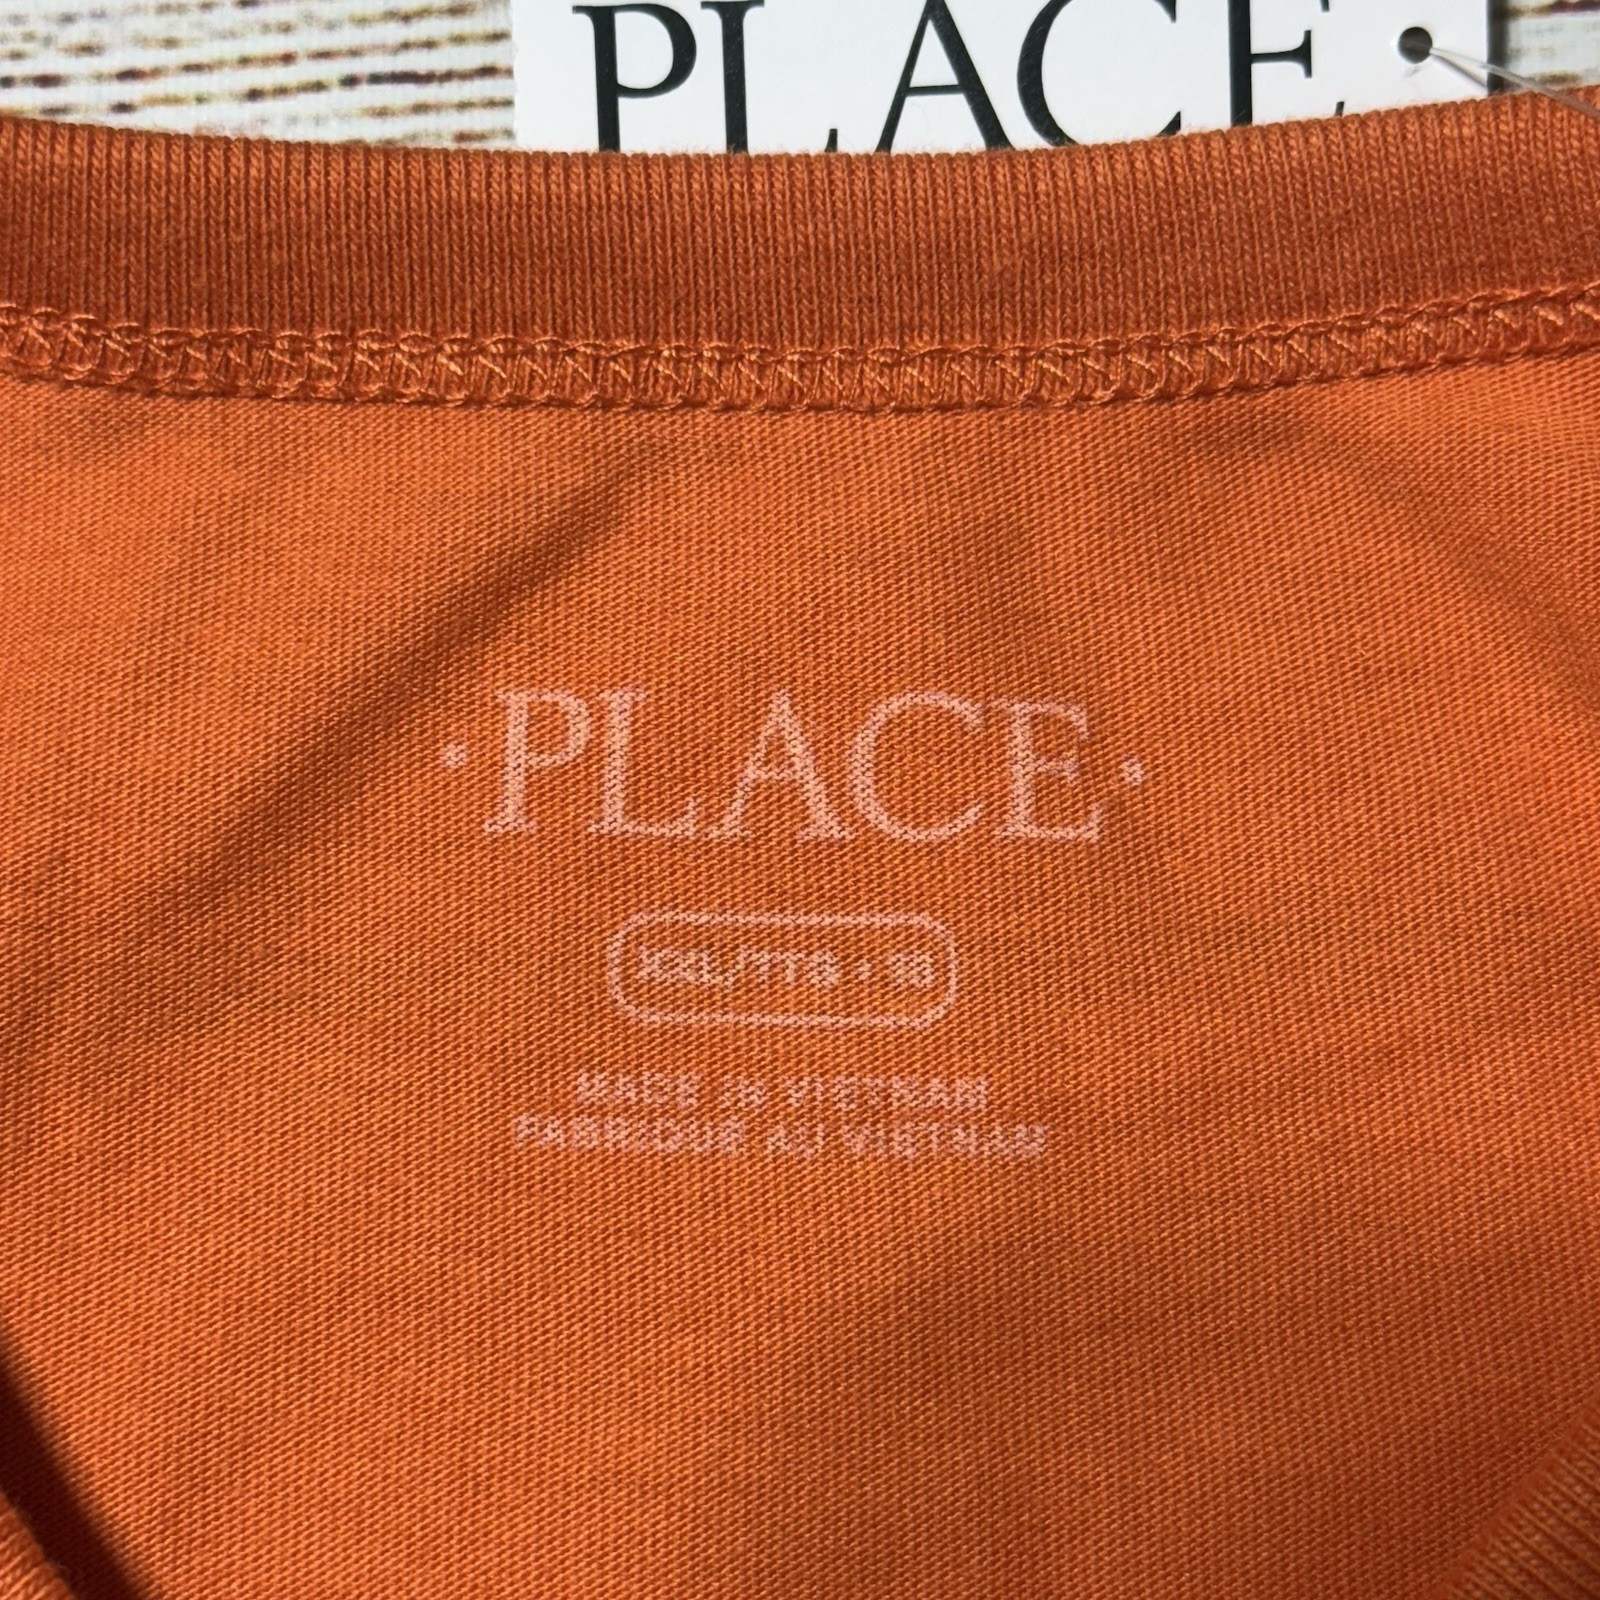 PLACE
·PLACE·
XXL/TTG • 16
MADE IN VIETNAM
FABRIQUÉ AU VIETNAM